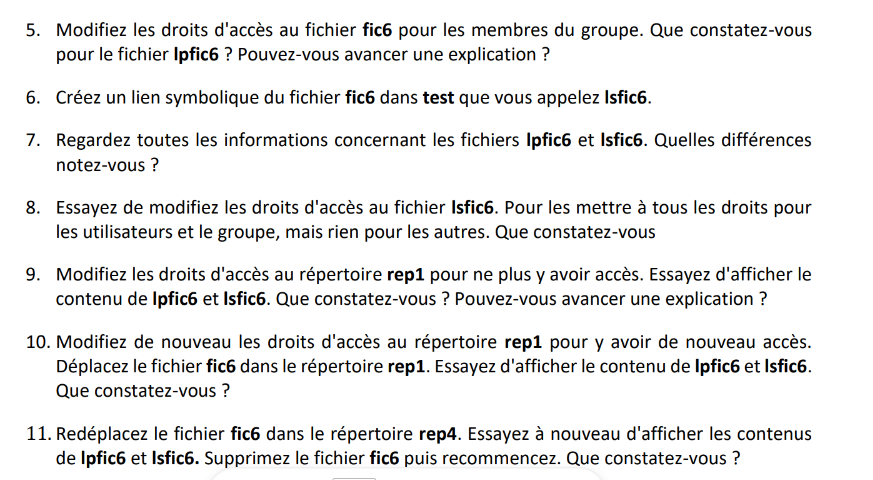 5. Modifiez les droits d'accès au fichier fic6 pour les membres du groupe. Que constatez-vous
pour le fichier lpfic6 ? Pouvez-vous avancer une explication ?
6. Créez un lien symbolique du fichier fic6 dans test que vous appelez lsfic6.
7. Regardez toutes les informations concernant les fichiers lpfic6 et lsfic6. Quelles différences
notez-vous ?
8. Essayez de modifiez les droits d'accès au fichier lsfic6. Pour les mettre à tous les droits pour
les utilisateurs et le groupe, mais rien pour les autres. Que constatez-vous
9. Modifiez les droits d'accès au répertoire rep1 pour ne plus y avoir accès. Essayez d'afficher le
contenu de lpfic6 et lsfic6. Que constatez-vous ? Pouvez-vous avancer une explication ?
10. Modifiez de nouveau les droits d'accès au répertoire rep1 pour y avoir de nouveau accès.
Déplacez le fichier fic6 dans le répertoire rep1. Essayez d'afficher le contenu de lpfic6 et lsfic6.
Que constatez-vous ?
11. Redéplacez le fichier fic6 dans le répertoire rep4. Essayez à nouveau d'afficher les contenus
de lpfic6 et lsfic6. Supprimez le fichier fic6 puis recommencez. Que constatez-vous ?